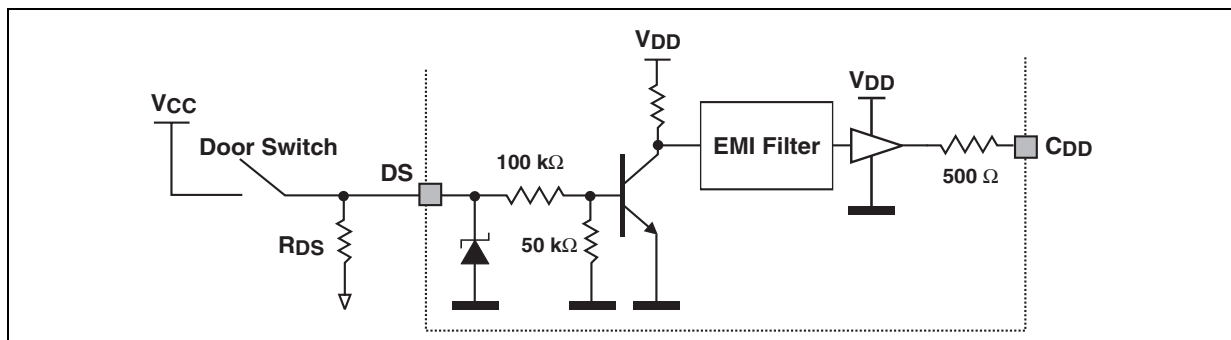 VDD
VCC
VDD
Door Switch
EMI Filter
CDD
DS
100 kΩ
500 Ω
RDS
50 kΩ